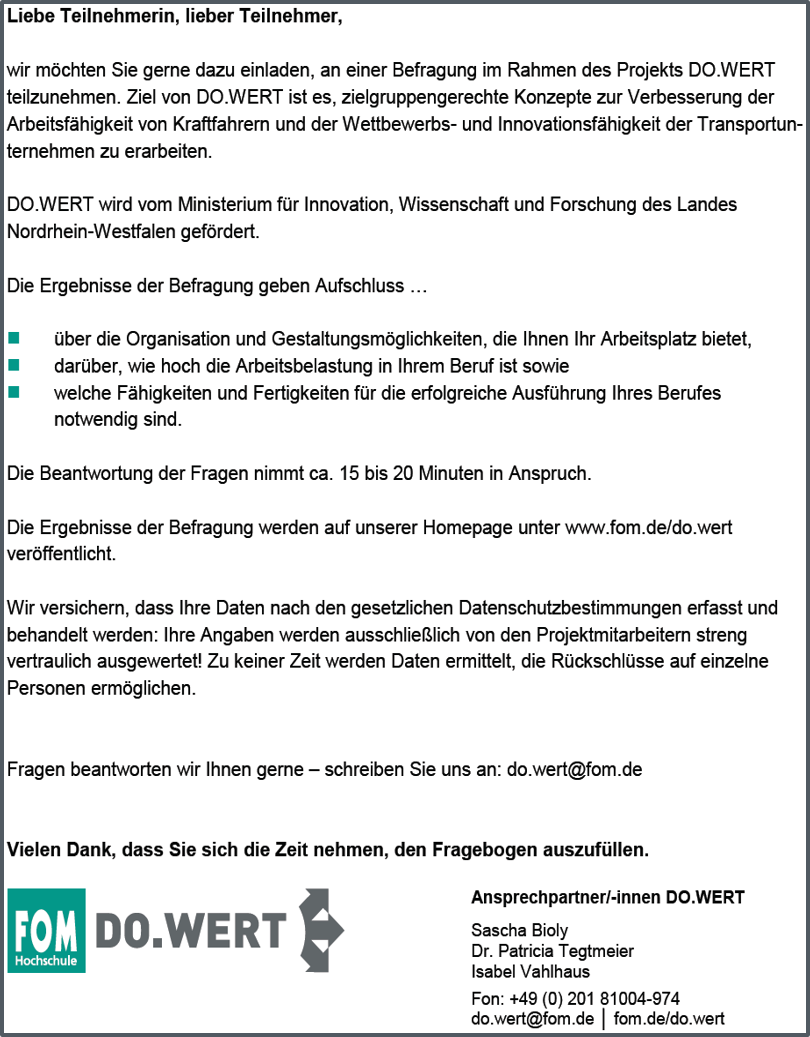 Liebe Teilnehmerin, lieber Teilnehmer,
wir möchten Sie gerne dazu einladen, an einer Befragung im Rahmen des Projekts DO.WERT
teilzunehmen. Ziel von DO.WERT ist es, zielgruppengerechte Konzepte zur Verbesserung der
Arbeitsfähigkeit von Kraftfahrern und der Wettbewerbs- und Innovationsfähigkeit der Transportun-
ternehmen zu erarbeiten.
DO.WERT wird vom Ministerium für Innovation, Wissenschaft und Forschung des Landes
Nordrhein-Westfalen gefördert.
Die Ergebnisse der Befragung geben Aufschluss …
über die Organisation und Gestaltungsmöglichkeiten, die Ihnen Ihr Arbeitsplatz bietet,
darüber, wie hoch die Arbeitsbelastung in Ihrem Beruf ist sowie
welche Fähigkeiten und Fertigkeiten für die erfolgreiche Ausführung Ihres Berufes
notwendig sind.
Die Beantwortung der Fragen nimmt ca. 15 bis 20 Minuten in Anspruch.
Die Ergebnisse der Befragung werden auf unserer Homepage unter www.fom.de/do.wert
veröffentlicht.
Wir versichern, dass Ihre Daten nach den gesetzlichen Datenschutzbestimmungen erfasst und
behandelt werden: Ihre Angaben werden ausschließlich von den Projektmitarbeitern streng
vertraulich ausgewertet! Zu keiner Zeit werden Daten ermittelt, die Rückschlüsse auf einzelne
Personen ermöglichen.
Fragen beantworten wir Ihnen gerne – schreiben Sie uns an: do.wert@fom.de
Vielen Dank, dass Sie sich die Zeit nehmen, den Fragebogen auszufüllen.
FOM
Hochschule
DO.WERT
Ansprechpartner/-innen DO.WERT
Sascha Bioly
Dr. Patricia Tegtmeier
Isabel Vahlhaus
Fon: +49 (0) 201 81004-974
do.wert@fom.de | fom.de/do.wert